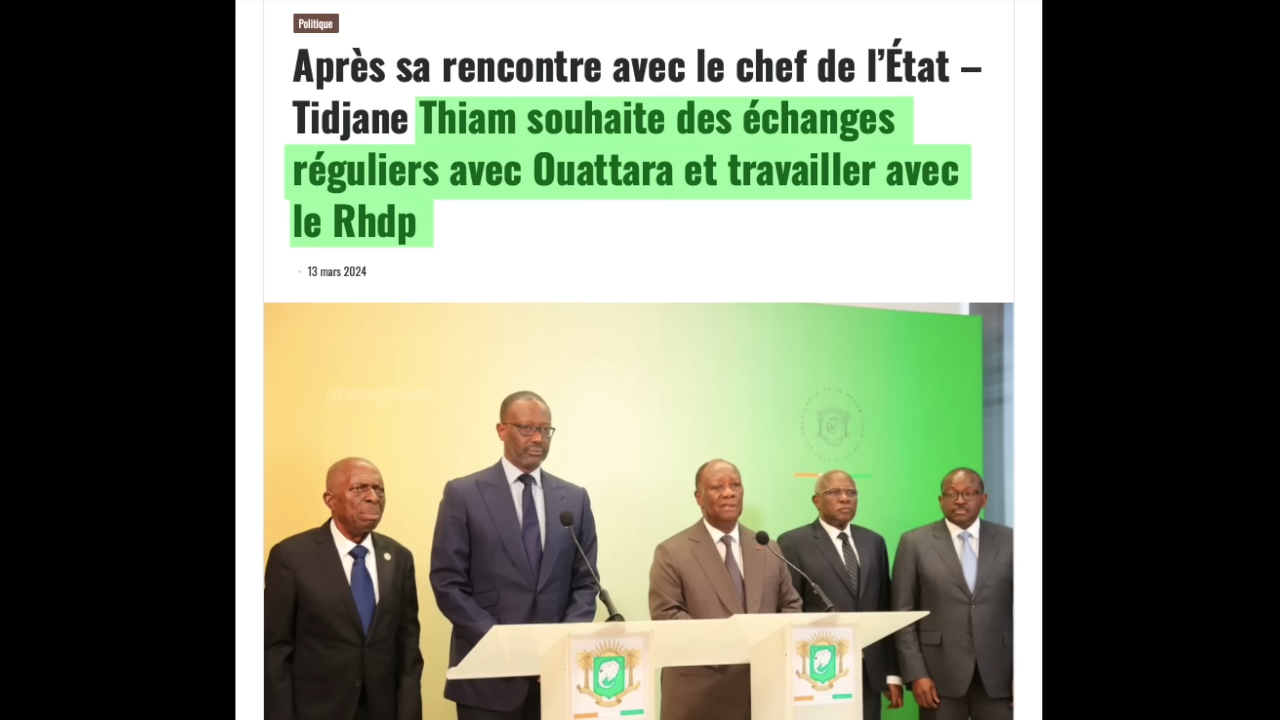 Politique
Après sa rencontre avec le chef de l’État –
Tidjane Thiam souhaite des échanges
réguliers avec Ouattara et travailler avec
le Rhdp
· 13 mars 2024